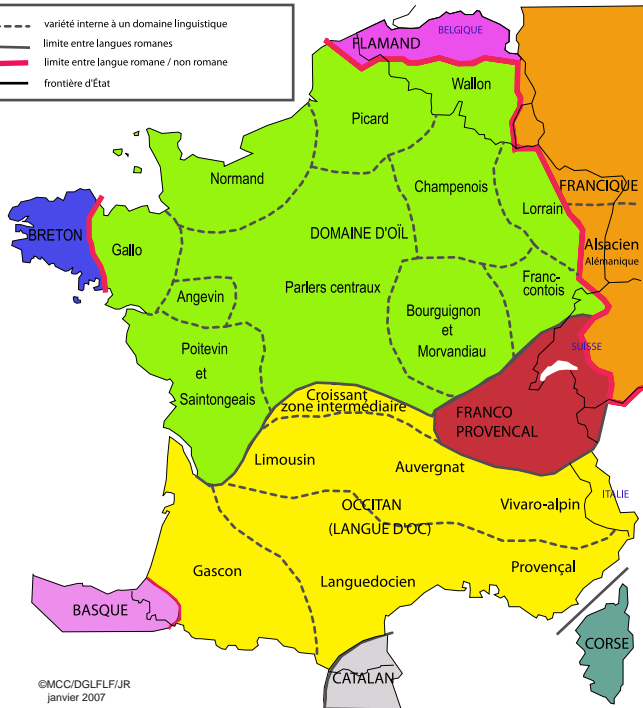 variété interne à un domaine linguistique
limite entre langues romanes
limite entre langue romane / non romane
frontière d'État
BELGIQUE
FLAMAND
Wallon
Picard
Normand
Champenois
FRANCIQUE
Lorrain
BRETON
Gallo
DOMAINE D'OÏL
Alsacien
Alémanique
Angevin
Parlers centraux
Franc-
contois
Bourguignon
et
Morvandiau
Poitevin
et
Saintongeais
SUISSE
Croissant
zone intermédiaire
FRANCO
PROVENCAL
Limousin
Auvergnat
ITALIE
OCCITAN
(LANGUE D'OC)
Vivaro-alpin
Gascon
Languedocien
Provençal
BASQUE
CORSE
CATALAN
©MCC/DGLFLF/JR
janvier 2007